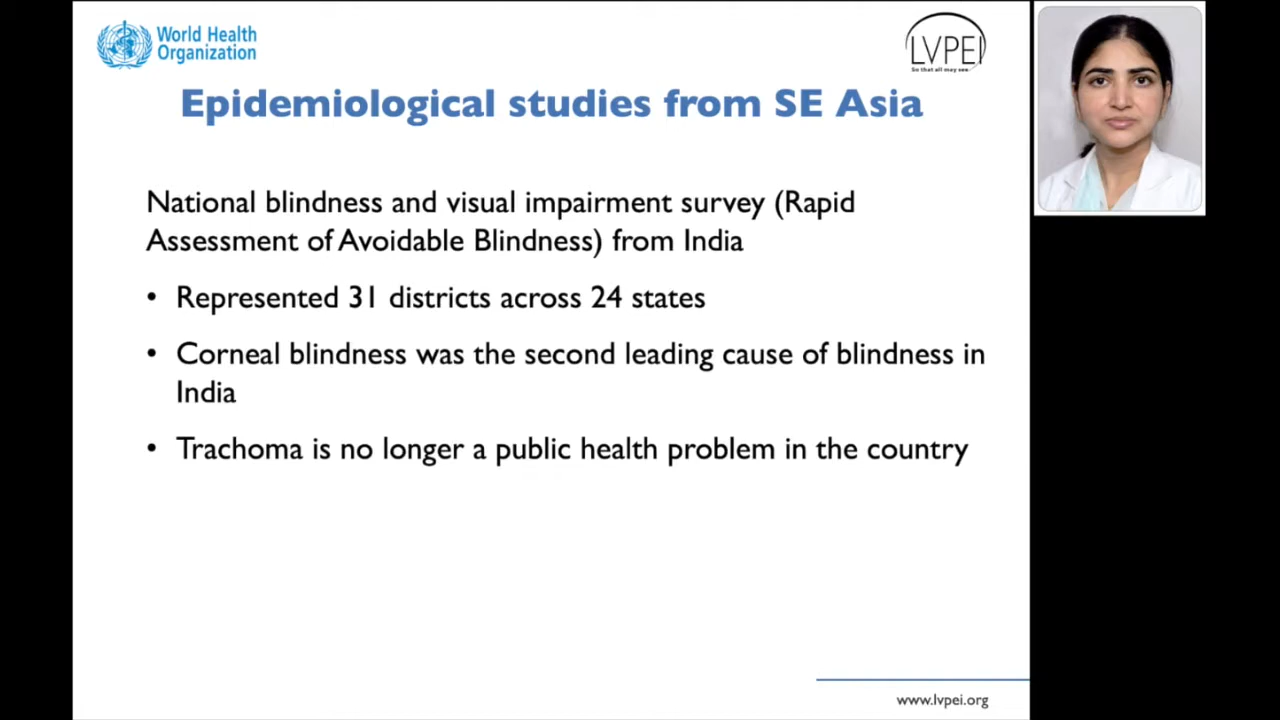 World Health
Organization
LVPEI
So that all may see.
Epidemiological studies from SE Asia
National blindness and visual impairment survey (Rapid
Assessment of Avoidable Blindness) from India
• Represented 31 districts across 24 states
• Corneal blindness was the second leading cause of blindness in
India
• Trachoma is no longer a public health problem in the country
www.lvpei.org